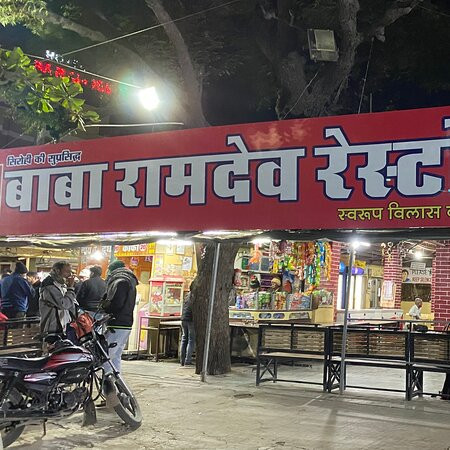 सिरोही की सुप्रसिद्ध
बाबा रामदेव रेस्टो
स्वरूप विलास